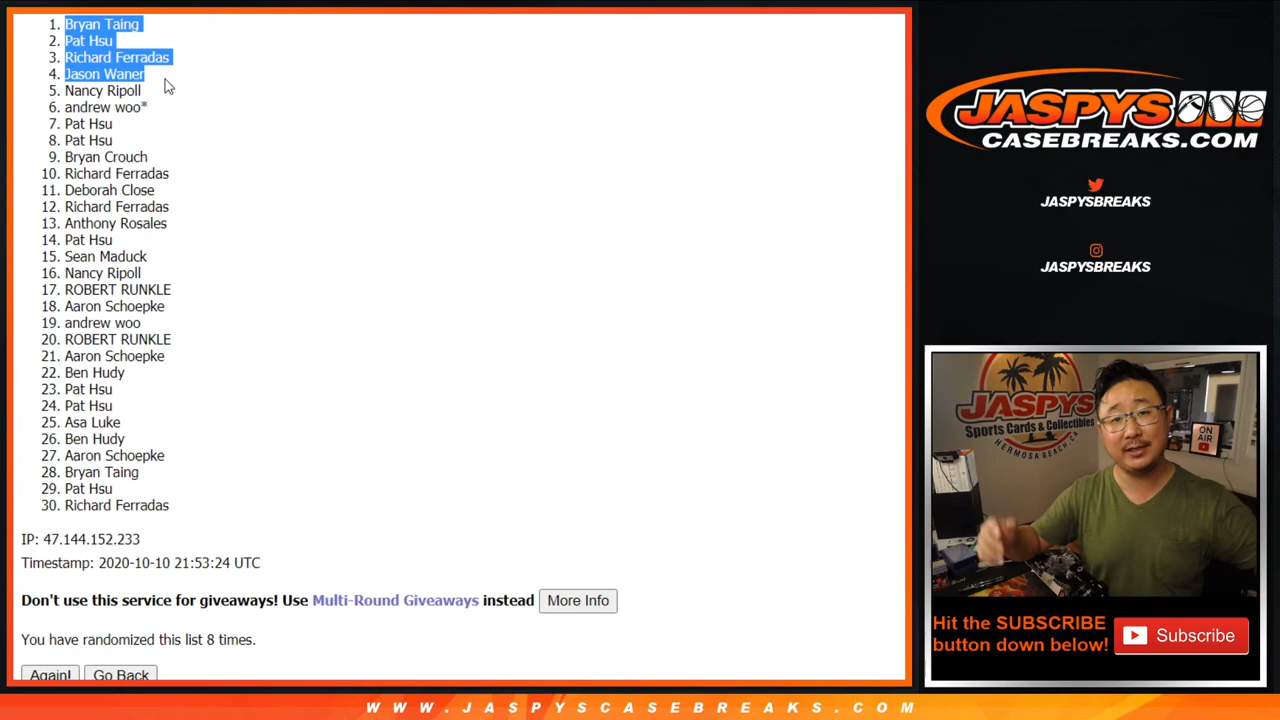 1. Bryan Taing
2. Pat Hsu
3. Richard Ferradas
4. Jason Waner
5. Nancy Ripoll
6. andrew woo*
7. Pat Hsu
8. Pat Hsu
9. Bryan Crouch
10. Richard Ferradas
11. Deborah Close
12. Richard Ferradas
13. Anthony Rosales
14. Pat Hsu
15. Sean Maduck
16. Nancy Ripoll
17. ROBERT RUNKLE
18. Aaron Schoepke
19. andrew woo
20. ROBERT RUNKLE
21. Aaron Schoepke
22. Ben Hudy
23. Pat Hsu
24. Pat Hsu
25. Asa Luke
26. Ben Hudy
27. Aaron Schoepke
28. Bryan Taing
29. Pat Hsu
30. Richard Ferradas
IP: 47.144.152.233
Timestamp: 2020-10-10 21:53:24 UTC
Don't use this service for giveaways! Use Multi-Round Giveaways instead More Info
You have randomized this list 8 times.
Again! Go Back
JASPYS
CASEBREAKS.COM
JASPYSBREAKS
JASPYSBREAKS
JASPYS
Sports Cards & Collectibles
HERMOSA BEACH, CA
ON AIR
Hit the SUBSCRIBE
button down below!
Subscribe
WWW.JASPYSCASEBREAKS.COM